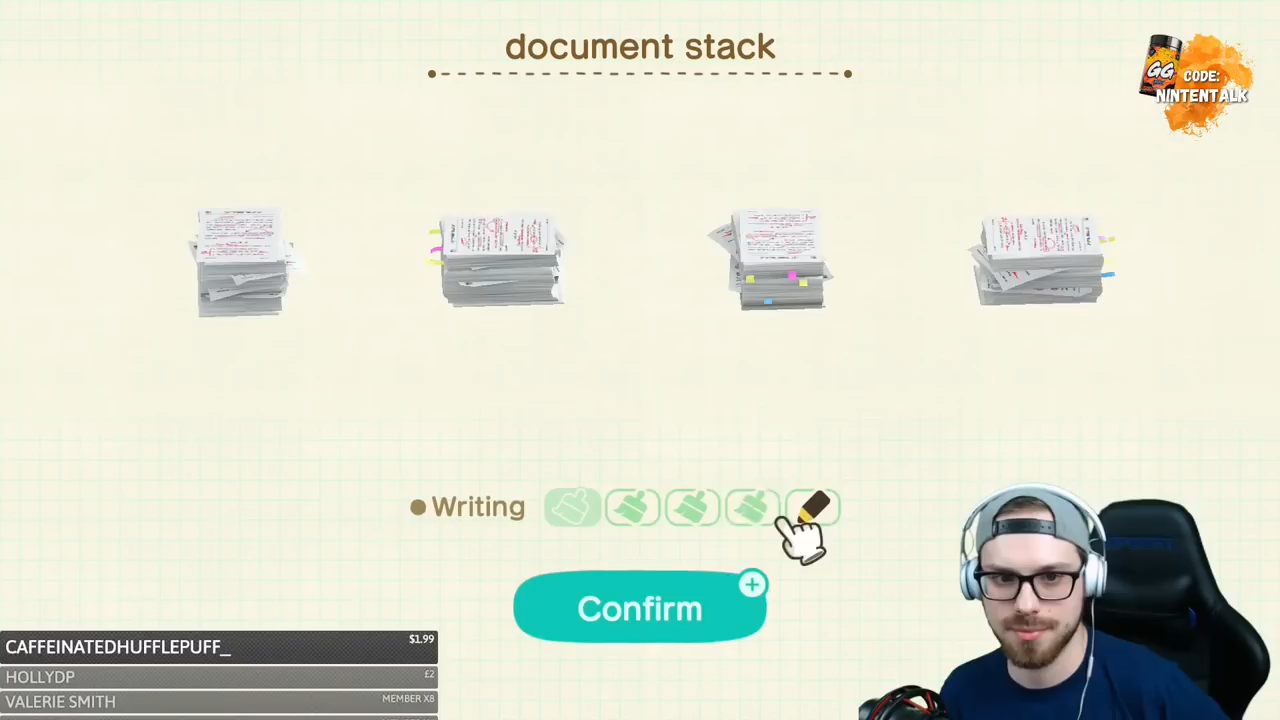 document stack
GG
CODE:
NINTENTALK
Writing
Confirm
CAFFEINATEDHUFFLEPUFF_ $1.99
HOLLYDP £2
VALERIE SMITH MEMBER X8